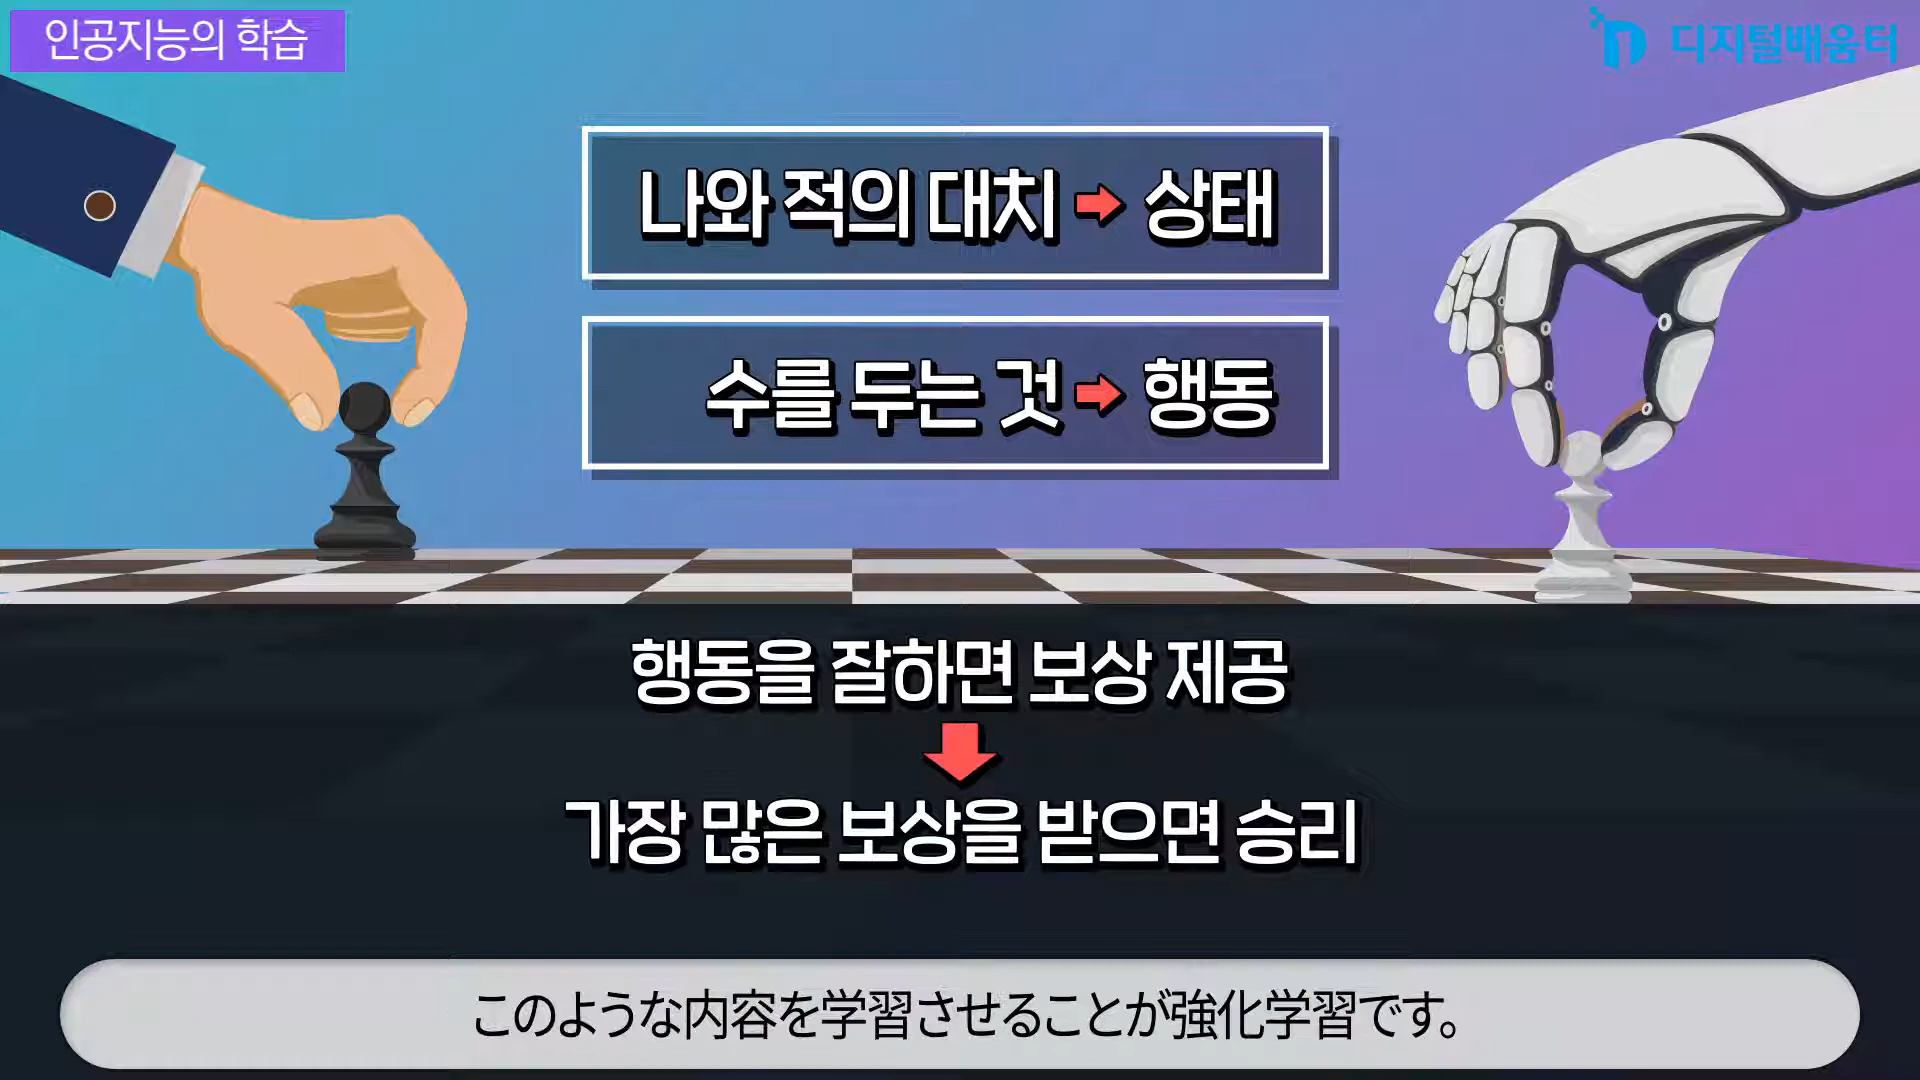 인공지능의 학습
디지털배움터
나와 적의 대치 → 상태
수를 두는 것 → 행동
행동을 잘하면 보상 제공
가장 많은 보상을 받으면 승리
このような内容を学習させることが強化学習です。